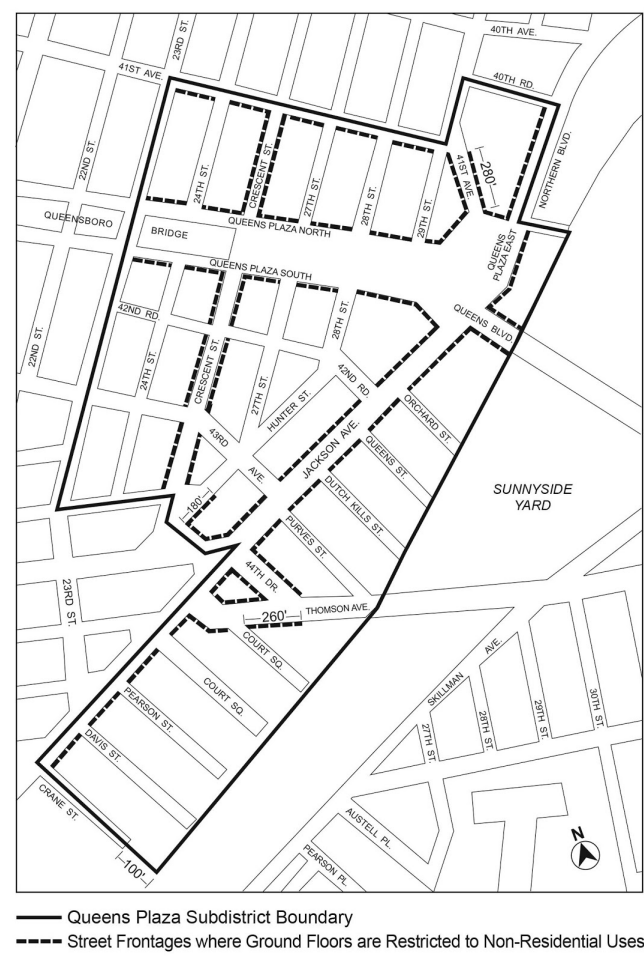 40TH AVE.
23RD ST.
41ST AVE.
40TH RD.
22ND ST.
24TH ST.
CRESCENT ST.
27TH ST.
28TH ST.
29TH ST.
41ST AVE.
280'
NORTHERN BLVD.
QUEENSBORO
BRIDGE
QUEENS PLAZA NORTH
QUEENS
PLAZA EAST
QUEENS PLAZA SOUTH
42ND RD.
22ND ST.
24TH ST.
CRESCENT ST.
27TH ST.
28TH ST.
QUEENS BLVD.
42ND RD.
HUNTER ST.
43RD
AVE.
JACKSON AVE.
ORCHARD ST.
QUEENS ST.
DUTCH KILLS ST.
PURVES ST.
180'
SUNNYSIDE
YARD
44TH DR.
23RD ST.
260'
THOMSON AVE.
COURT SQ.
COURT SQ.
PEARSON ST.
DAVIS ST.
CRANE ST.
100'
SKILLMAN
AVE.
27TH ST.
28TH ST.
29TH ST.
30TH ST.
AUSTELL PL.
PEARSON PL.
N
Queens Plaza Subdistrict Boundary
Street Frontages where Ground Floors are Restricted to Non-Residential Uses